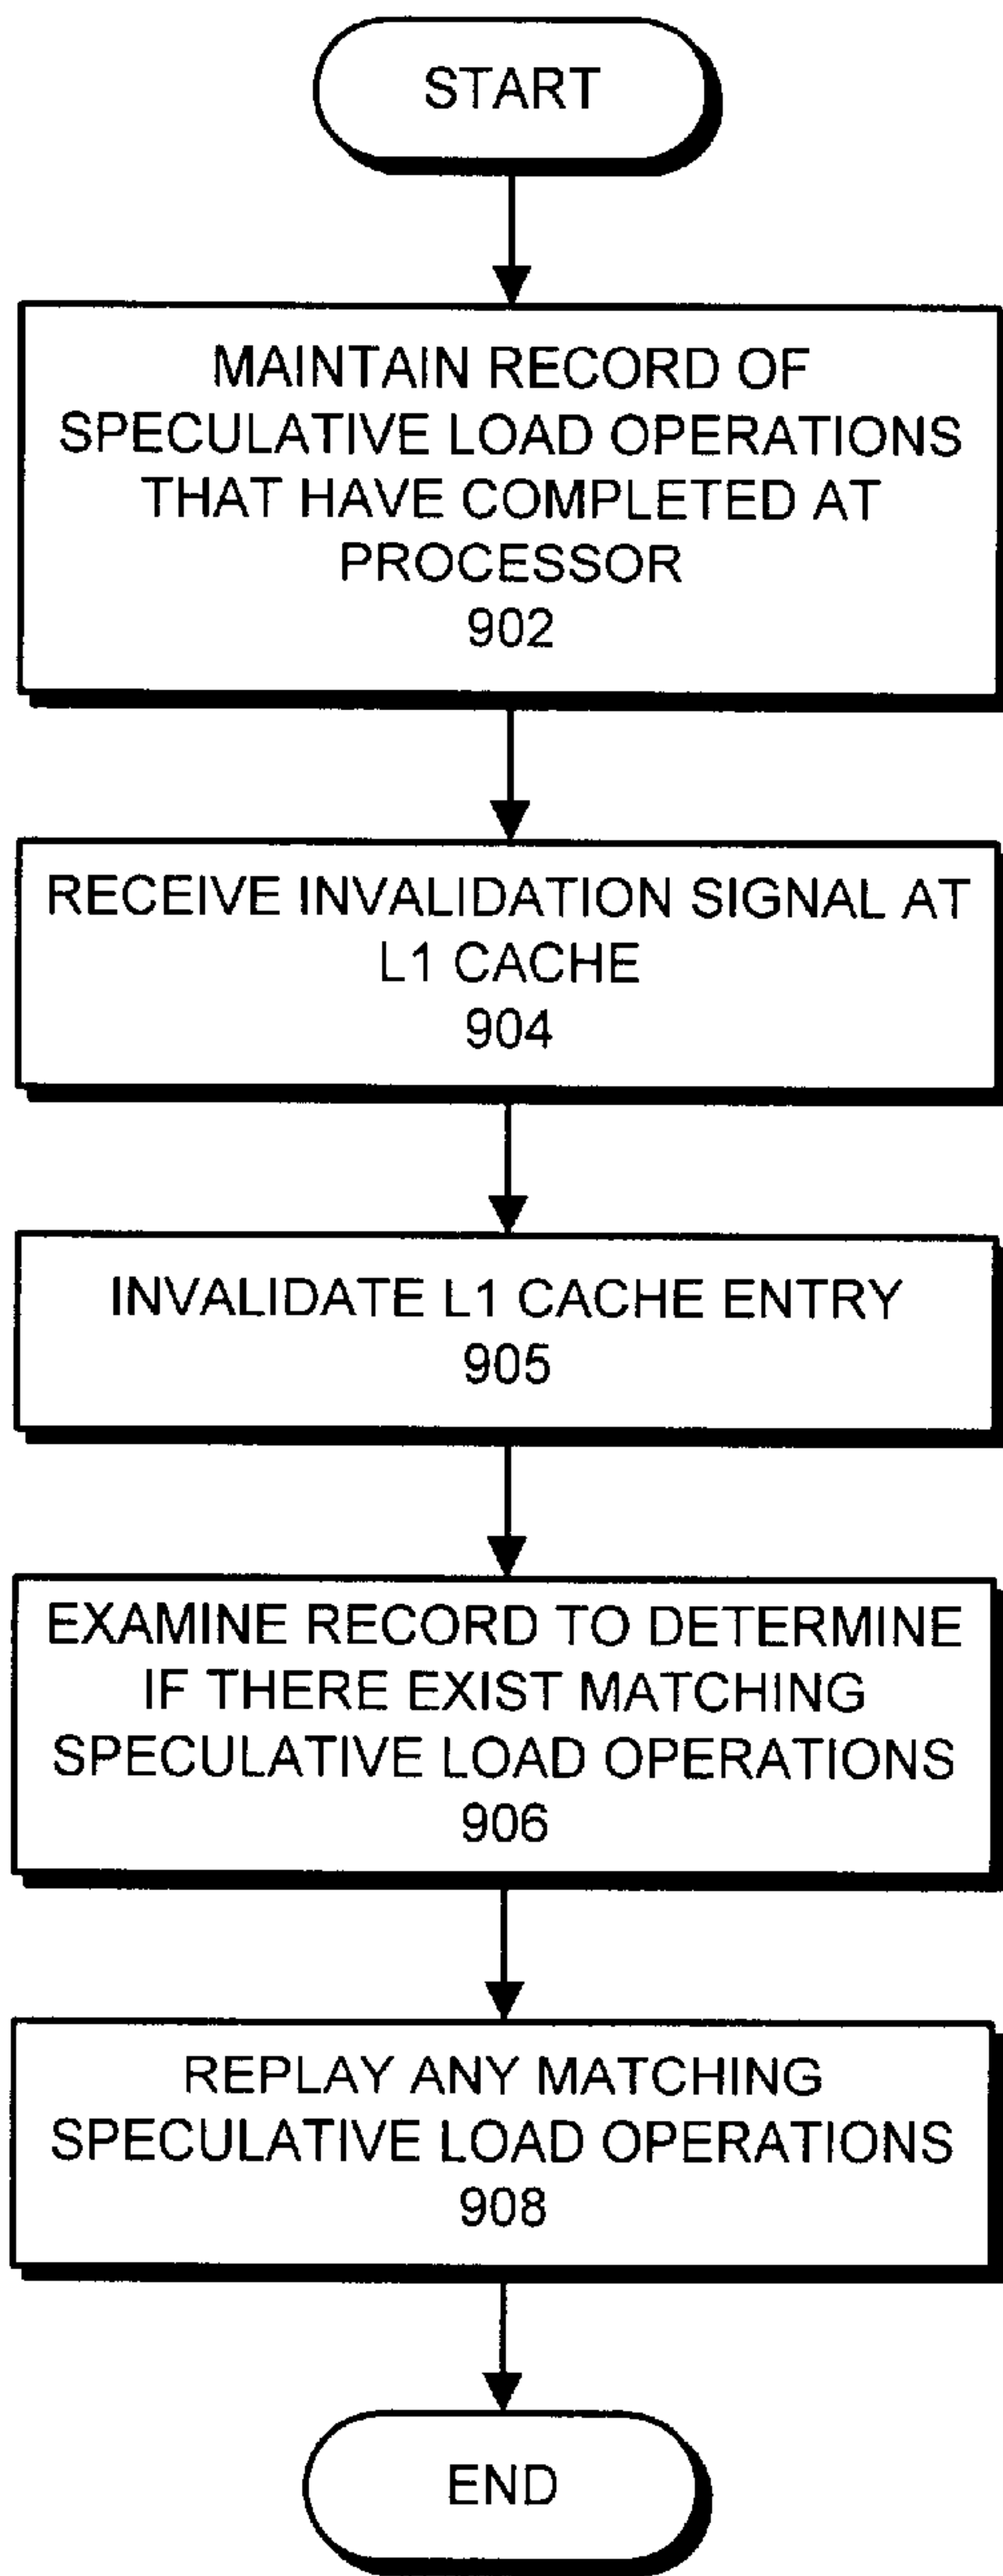 START
MAINTAIN RECORD OF
SPECULATIVE LOAD OPERATIONS
THAT HAVE COMPLETED AT
PROCESSOR
902
RECEIVE INVALIDATION SIGNAL AT
L1 CACHE
904
INVALIDATE L1 CACHE ENTRY
905
EXAMINE RECORD TO DETERMINE
IF THERE EXIST MATCHING
SPECULATIVE LOAD OPERATIONS
906
REPLAY ANY MATCHING
SPECULATIVE LOAD OPERATIONS
908
END